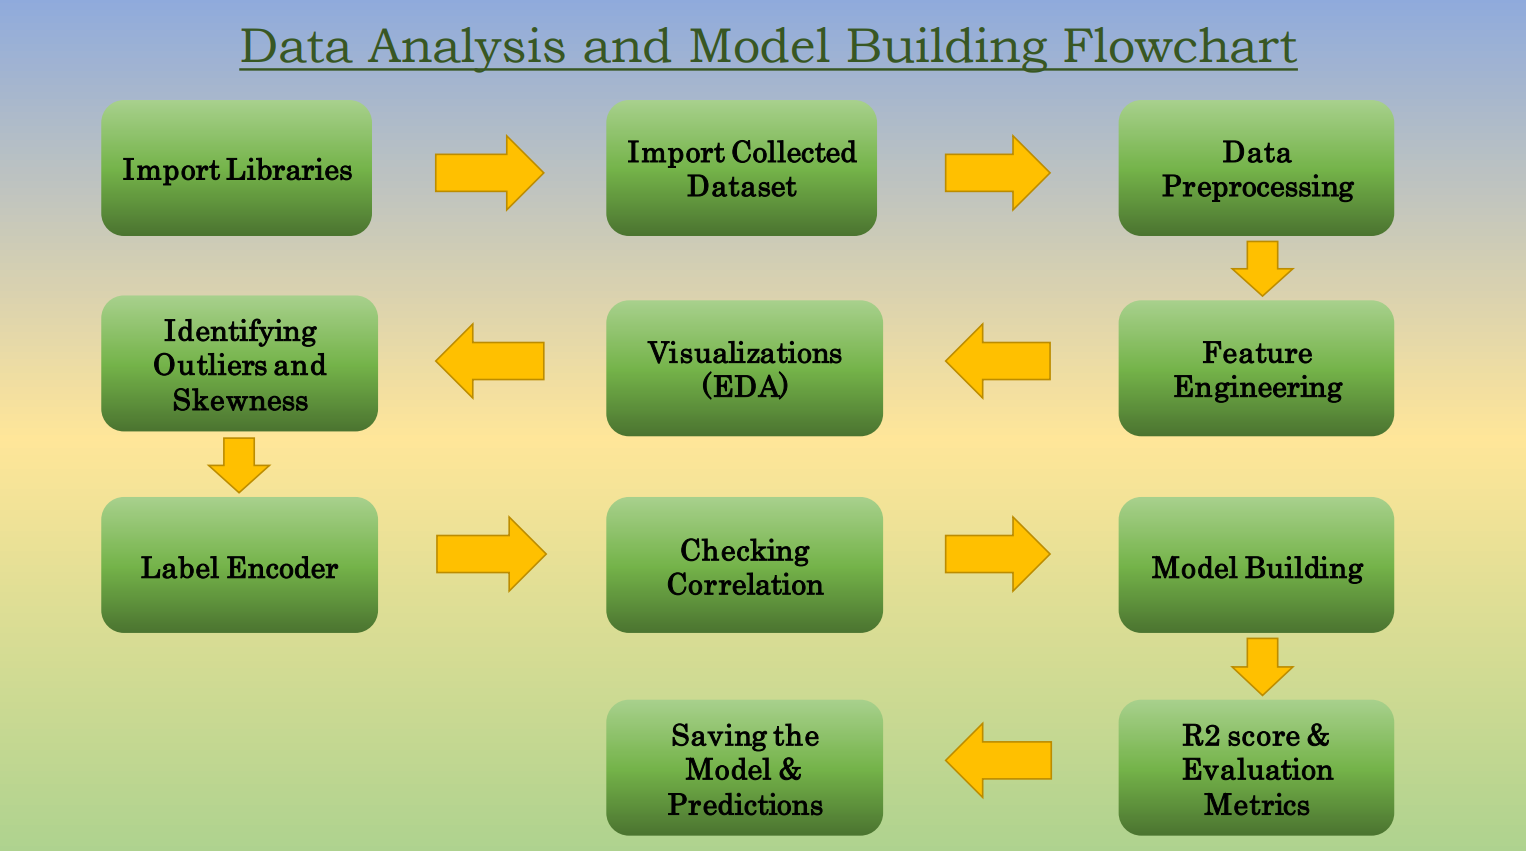 Data Analysis and Model Building Flowchart
Import Libraries
Import Collected
Dataset
Data
Preprocessing
Feature
Engineering
Visualizations
(EDA)
Identifying
Outliers and
Skewness
Label Encoder
Checking
Correlation
Model Building
R2 score &
Evaluation
Metrics
Saving the
Model &
Predictions